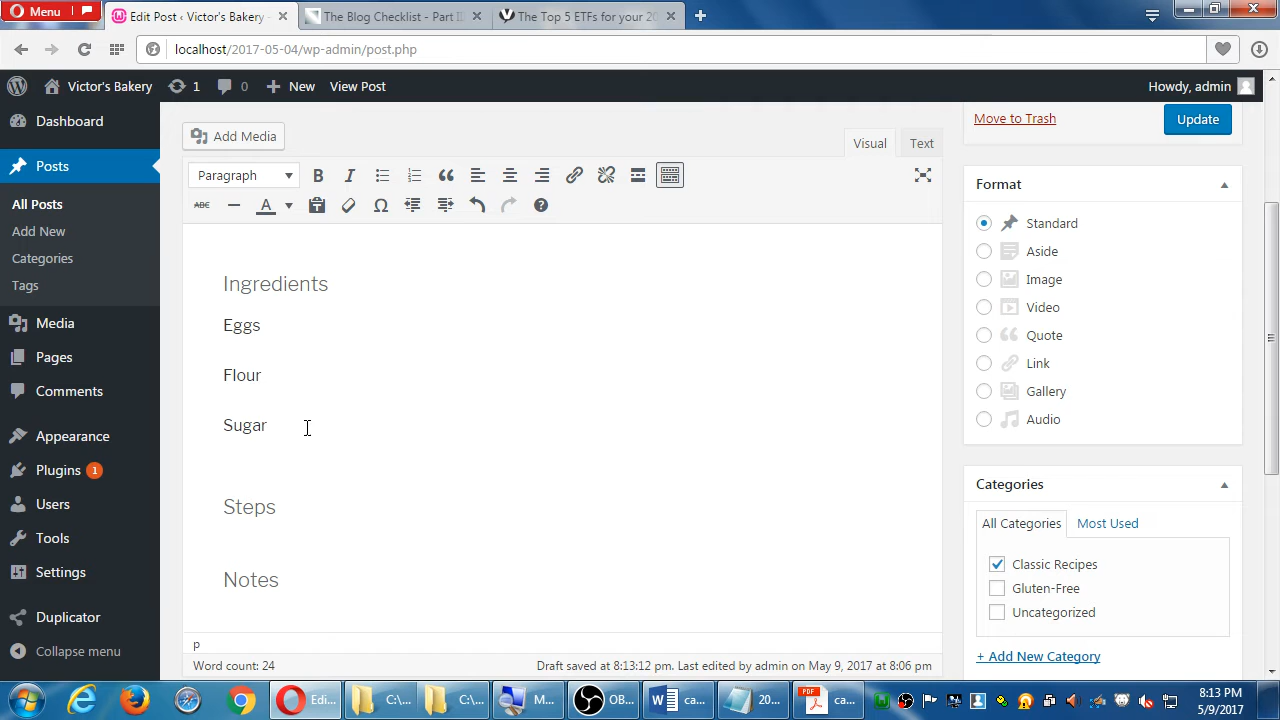 Menu
Edit Post ‹ Victor's Bakery
The Blog Checklist - Part I
The Top 5 ETFs for your 20
localhost/2017-05-04/wp-admin/post.php
Victor's Bakery
1
0
New
View Post
Howdy, admin
Dashboard
Posts
All Posts
Add New
Categories
Tags
Media
Pages
Comments
Appearance
Plugins 1
Users
Tools
Settings
Duplicator
Collapse menu
Add Media
Visual
Text
Paragraph
B
I
ABC
A
Ω
?
Ingredients
Eggs
Flour
Sugar
Steps
Notes
p
Word count: 24
Draft saved at 8:13:12 pm. Last edited by admin on May 9, 2017 at 8:06 pm
Move to Trash
Update
Format
Standard
Aside
Image
Video
Quote
Link
Gallery
Audio
Categories
All Categories
Most Used
Classic Recipes
Gluten-Free
Uncategorized
+ Add New Category
Edi...
C:\...
C:\...
M...
OB...
ca...
20...
ca...
8:13 PM
5/9/2017